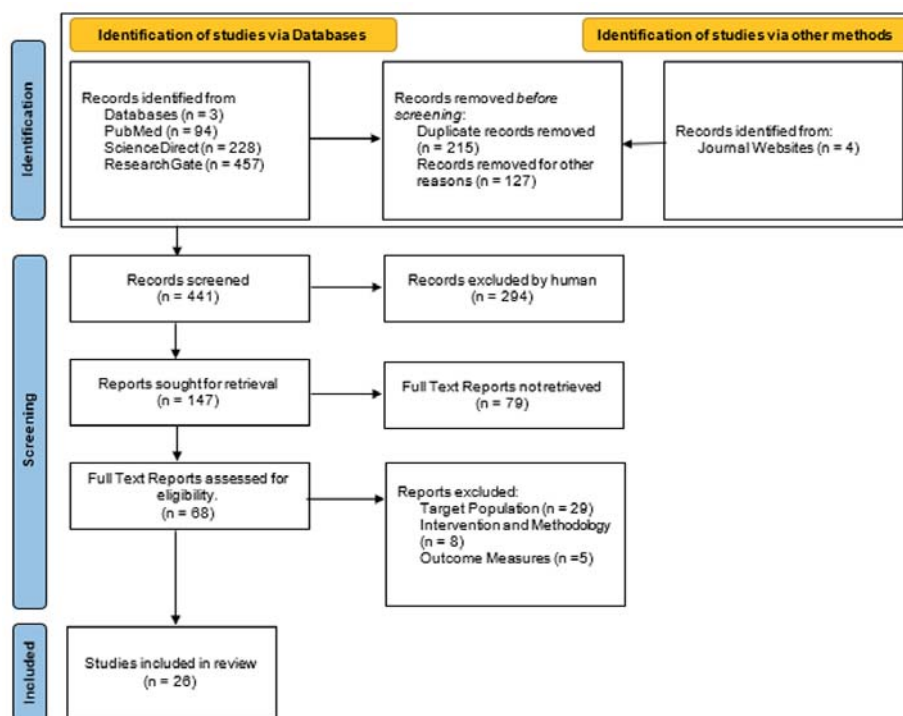 Identification of studies via Databases
Identification of studies via other methods
Identification
Records identified from
Databases (n = 3)
PubMed (n = 94)
ScienceDirect (n = 228)
ResearchGate (n = 457)
Records removed before
screening:
Duplicate records removed
(n = 215)
Records removed for other
reasons (n = 127)
Records identified from:
Journal Websites (n = 4)
Screening
Records screened
(n = 441)
Records excluded by human
(n = 294)
Reports sought for retrieval
(n = 147)
Full Text Reports not retrieved
(n = 79)
Full Text Reports assessed for
eligibility.
(n = 68)
Reports excluded:
Target Population (n = 29)
Intervention and Methodology
(n = 8)
Outcome Measures (n =5)
Included
Studies included in review
(n = 26)